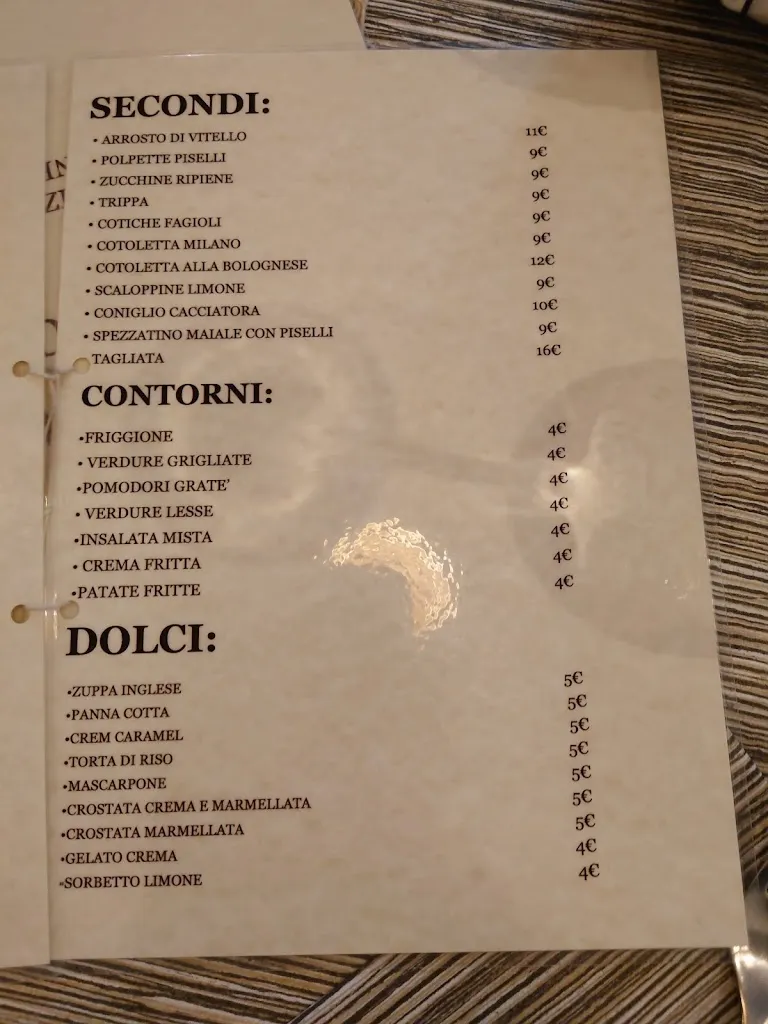 SECONDI:
• ARROSTO DI VITELLO 11€
• POLPETTE PISELLI 9€
• ZUCCHINE RIPIENE 9€
• TRIPPA 9€
• COTICHE FAGIOLI 9€
• COTOLETTA MILANO 9€
• COTOLETTA ALLA BOLOGNESE 12€
• SCALOPPINE LIMONE 9€
• CONIGLIO CACCIATORA 10€
• SPEZZATINO MAIALE CON PISELLI 9€
TAGLIATA 16€
CONTORNI:
•FRIGGIONE 4€
• VERDURE GRIGLIATE 4€
•POMODORI GRATE' 4€
• VERDURE LESSE 4€
•INSALATA MISTA 4€
• CREMA FRITTA 4€
•PATATE FRITTE 4€
DOLCI:
•ZUPPA INGLESE 5€
•PANNA COTTA 5€
•CREM CARAMEL 5€
•TORTA DI RISO 5€
•MASCARPONE 5€
•CROSTATA CREMA E MARMELLATA 5€
•CROSTATA MARMELLATA 5€
•GELATO CREMA 4€
•SORBETTO LIMONE 4€